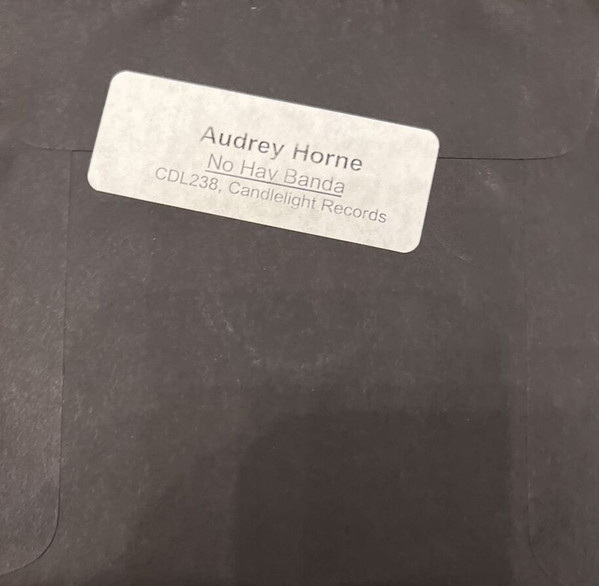 Audrey Horne
No Hay Banda
CDL238, Candlelight Records